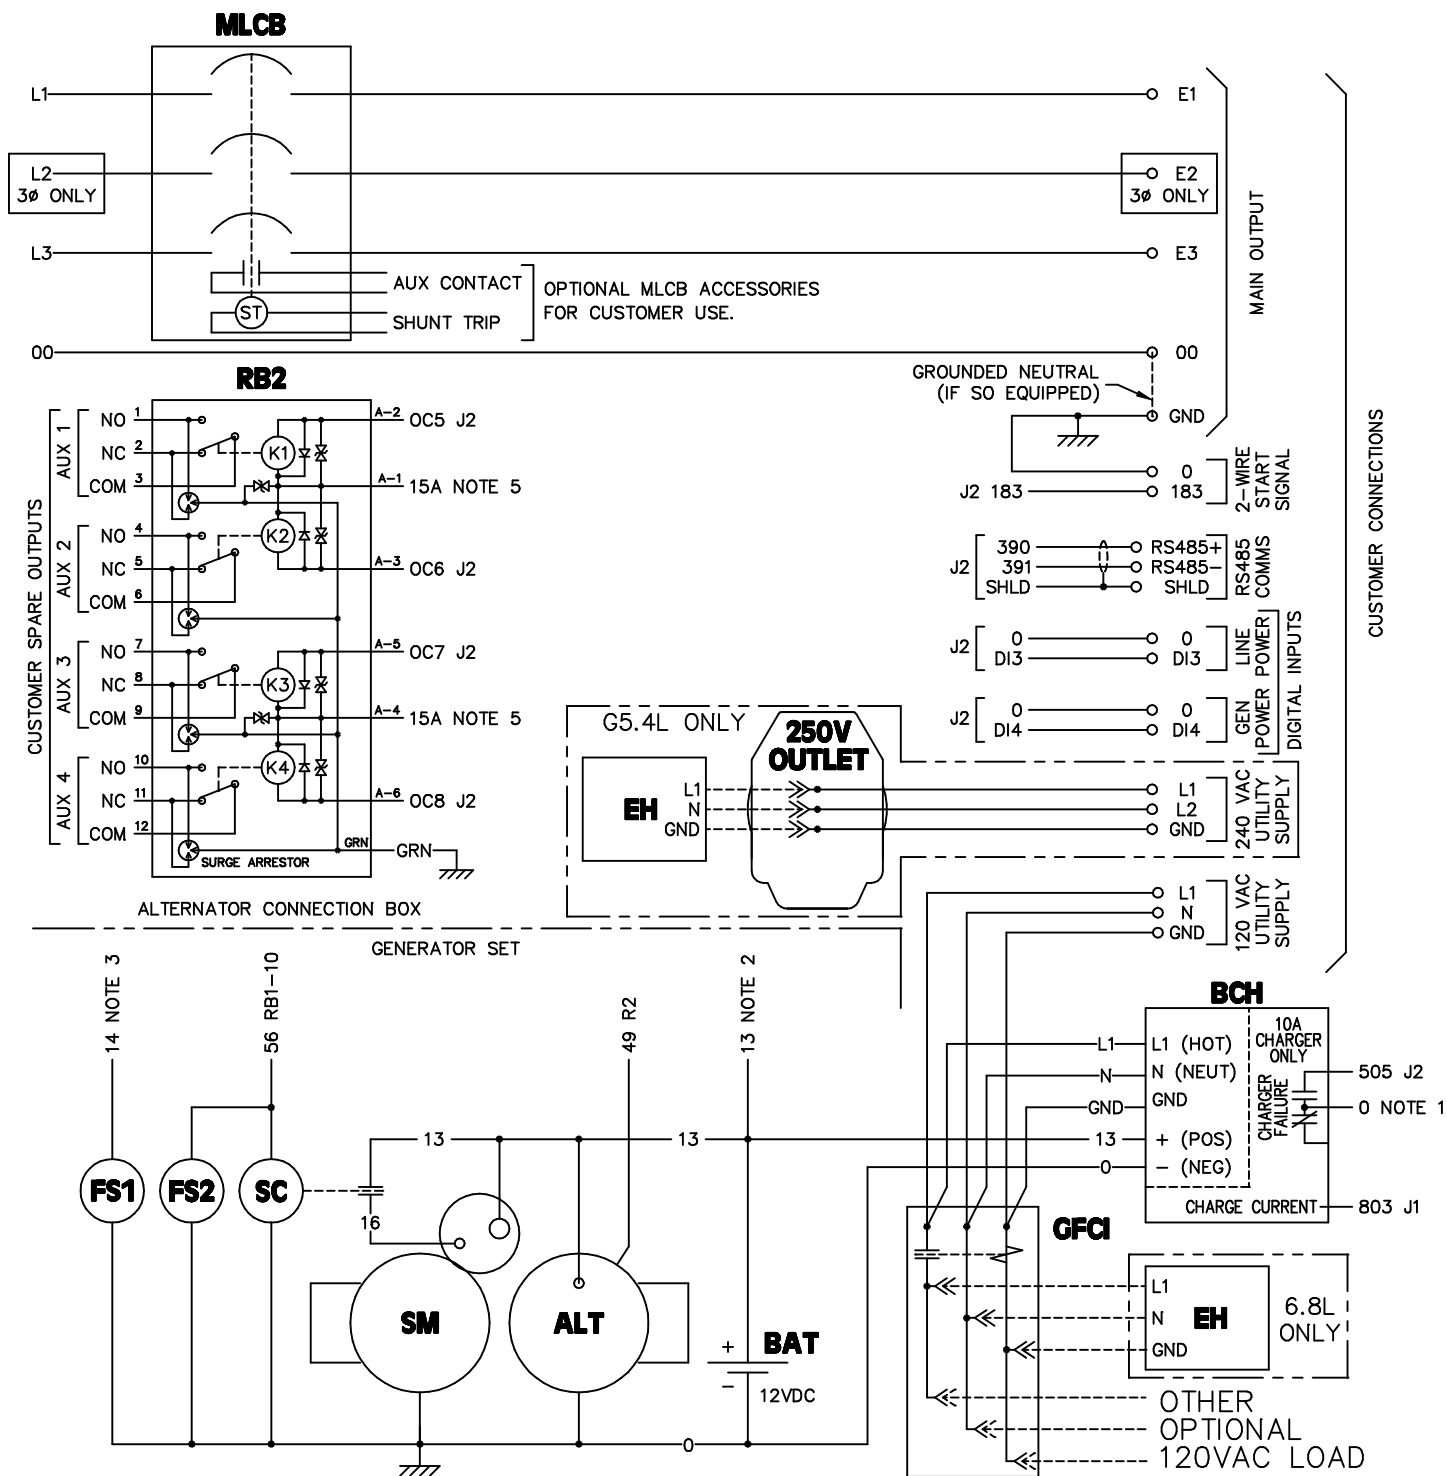 MLCB
L1
E1
L2
3ø ONLY
E2
3ø ONLY
L3
E3
MAIN OUTPUT
AUX CONTACT
ST
SHUNT TRIP
OPTIONAL MLCB ACCESSORIES
FOR CUSTOMER USE.
00
00
GROUNDED NEUTRAL
(IF SO EQUIPPED)
GND
CUSTOMER CONNECTIONS
RB2
CUSTOMER SPARE OUTPUTS
AUX 1
NO 1
NC 2
COM 3
K1
A-2 OC5 J2
A-1 15A NOTE 5
AUX 2
NO 4
NC 5
COM 6
K2
A-3 OC6 J2
AUX 3
NO 7
NC 8
COM 9
K3
A-5 OC7 J2
A-4 15A NOTE 5
AUX 4
NO 10
NC 11
COM 12
K4
A-6 OC8 J2
SURGE ARRESTOR
GRN
GRN
ALTERNATOR CONNECTION BOX
0
J2 183
183
2-WIRE
START
SIGNAL
J2
390
391
SHLD
RS485+
RS485-
SHLD
RS485
COMMS
J2
0
DI3
0
DI3
LINE
POWER
J2
0
DI4
0
DI4
GEN
POWER
DIGITAL INPUTS
G5.4L ONLY
250V
OUTLET
EH
L1
N
GND
L1
L2
GND
240 VAC
UTILITY
SUPPLY
L1
N
GND
120 VAC
UTILITY
SUPPLY
GENERATOR SET
14 NOTE 3
56 RB1-10
49 R2
13 NOTE 2
BCH
L1
L1 (HOT)
N
N (NEUT)
GND
GND
13
+ (POS)
0
- (NEG)
10A
CHARGER
ONLY
CHARGER
FAILURE
505 J2
0 NOTE 1
CHARGE CURRENT
803 J1
13
13
FS1
FS2
SC
16
SM
ALT
+
BAT
-
12VDC
0
GFCI
L1
N
GND
EH
6.8L
ONLY
OTHER
OPTIONAL
120VAC LOAD